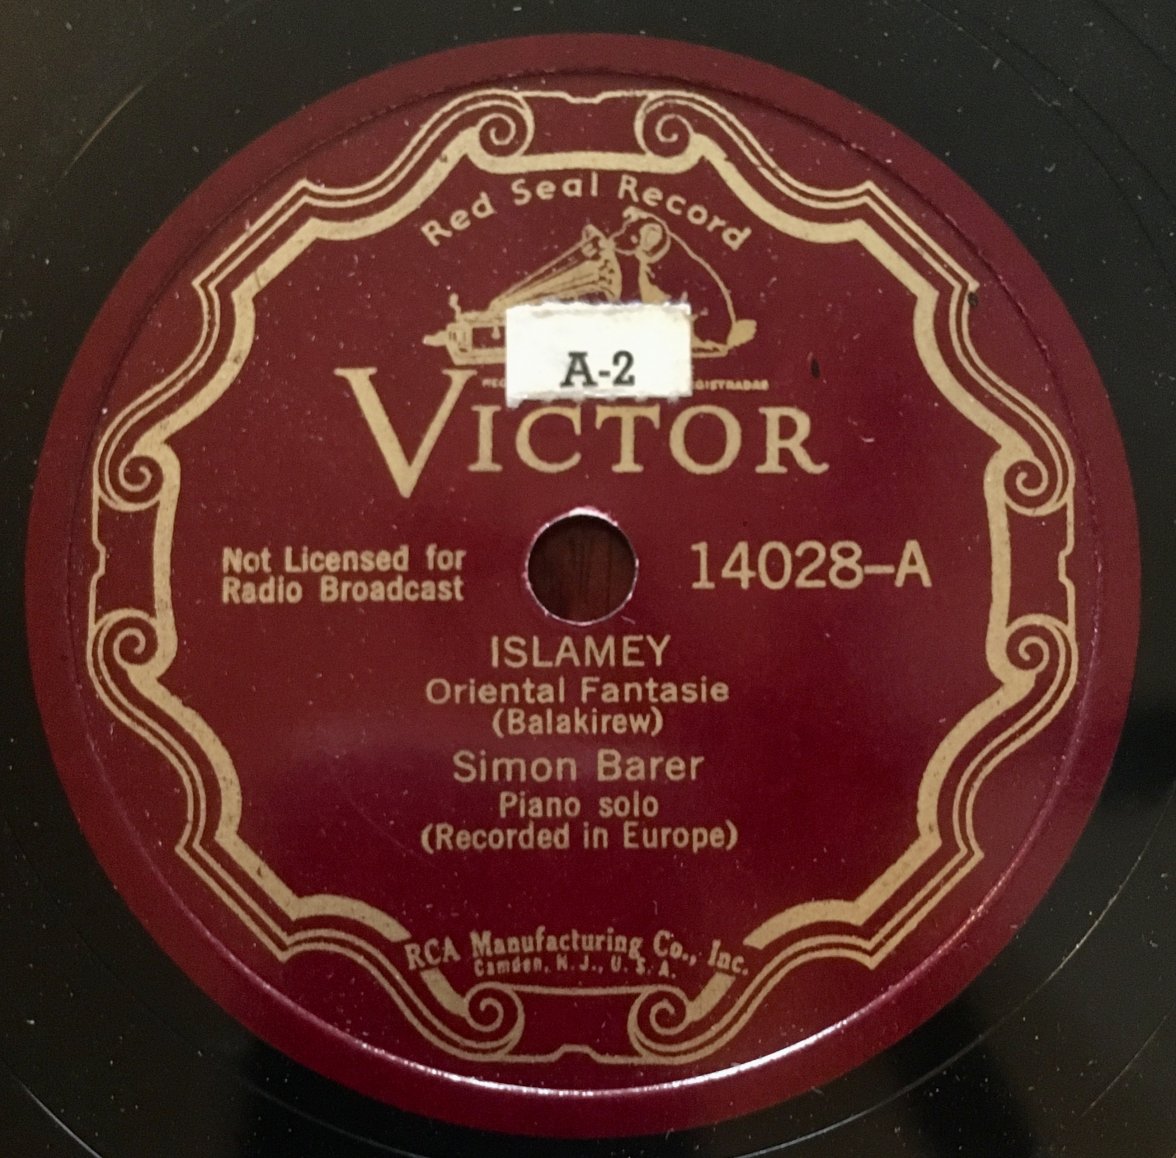 Red Seal Record
A-2
VICTOR
Not Licensed for
Radio Broadcast
14028-A
ISLAMEY
Oriental Fantasie
(Balakirew)
Simon Barer
Piano solo
(Recorded in Europe)
RCA Manufacturing Co., Inc.
Camden, N. J., U. S. A.